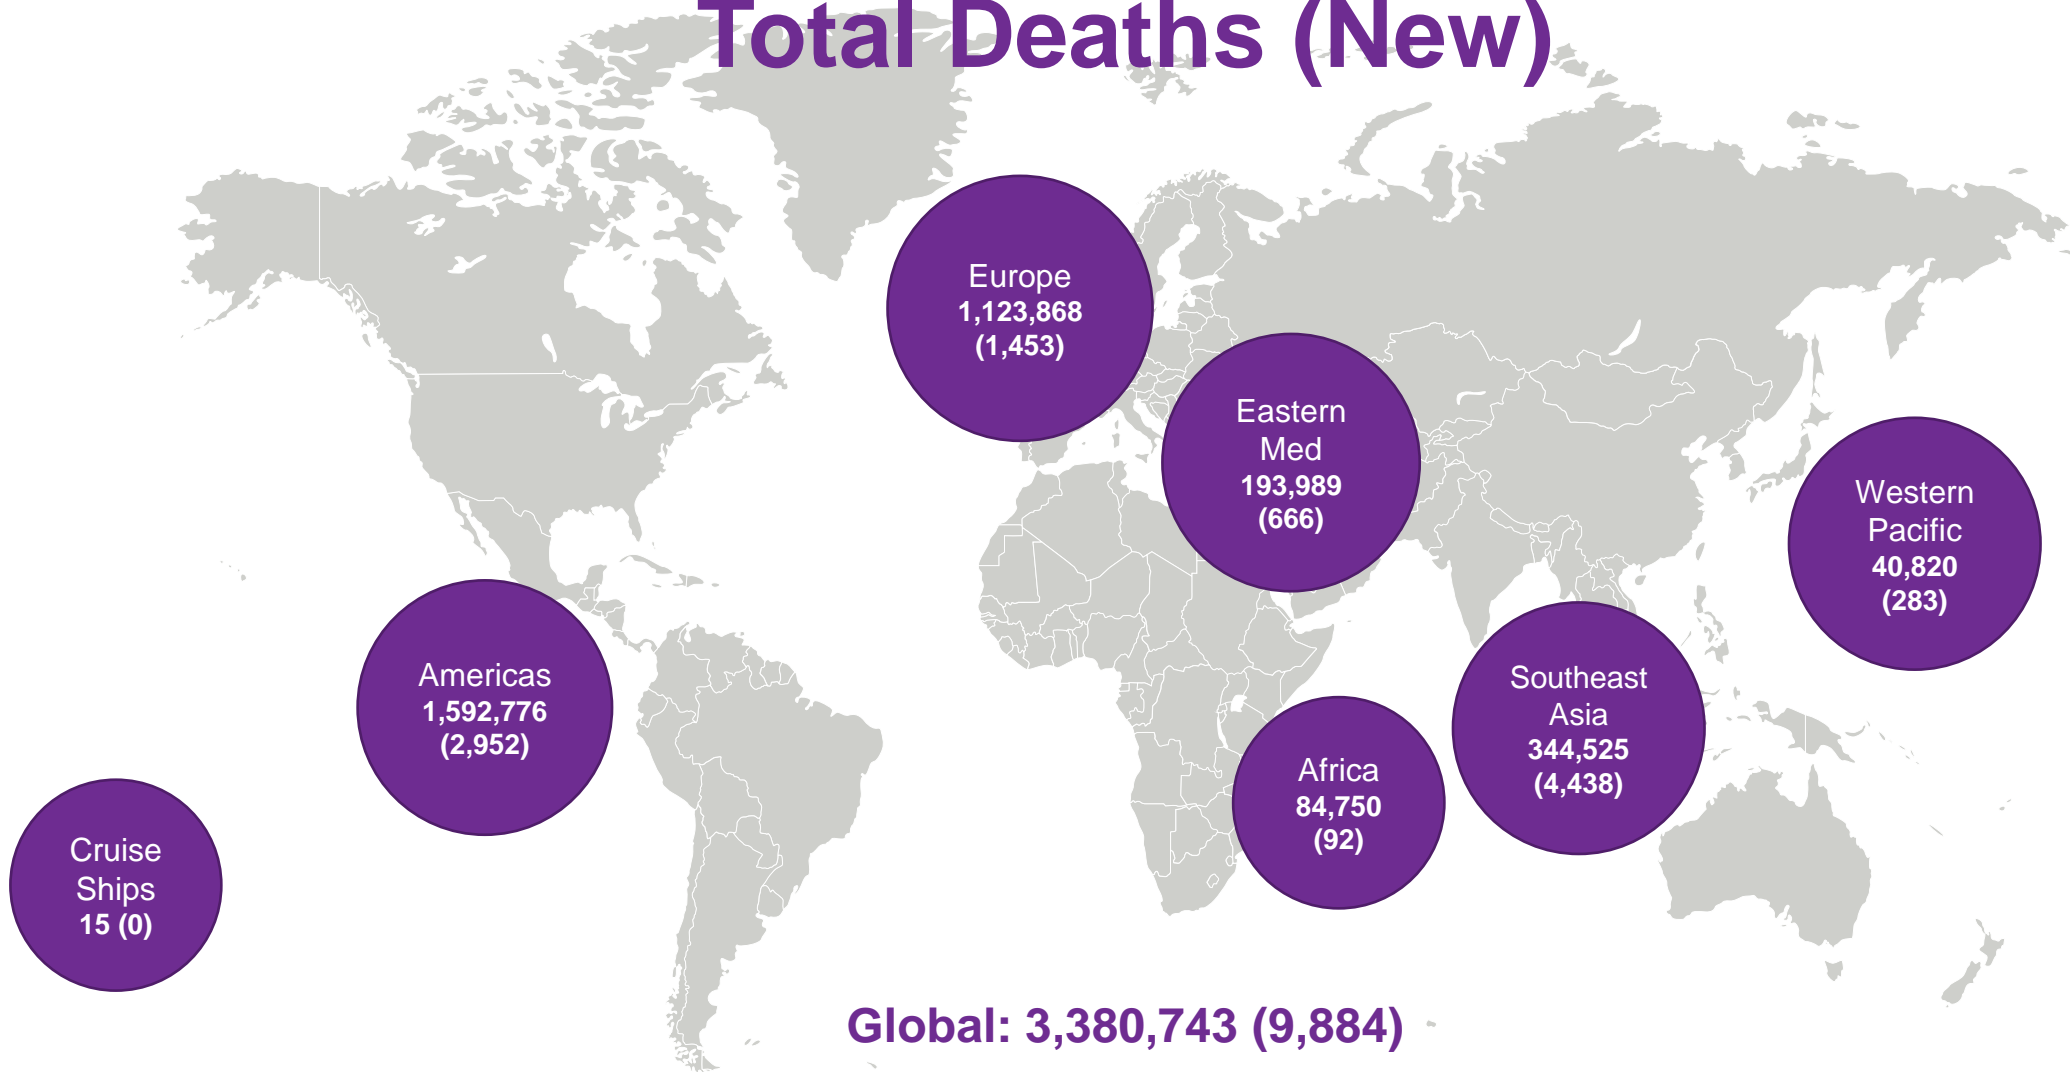 Total Deaths (New)
Europe
1,123,868
(1,453)
Eastern
Med
193,989
(666)
Western
Pacific
40,820
(283)
Americas
1,592,776
(2,952)
Southeast
Asia
344,525
(4,438)
Africa
84,750
(92)
Cruise
Ships
15 (0)
Global: 3,380,743 (9,884)